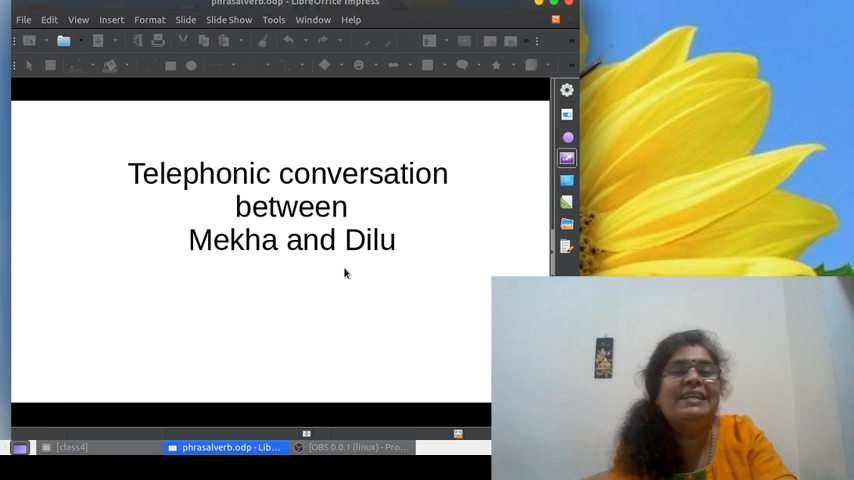 phrasalverb.odp - LibreOffice Impress
File Edit View Insert Format Slide Slide Show Tools Window Help
Telephonic conversation
between
Mekha and Dilu
[class4] phrasalverb.odp - Lib... [OBS 0.0.1 (linux) - Pro...